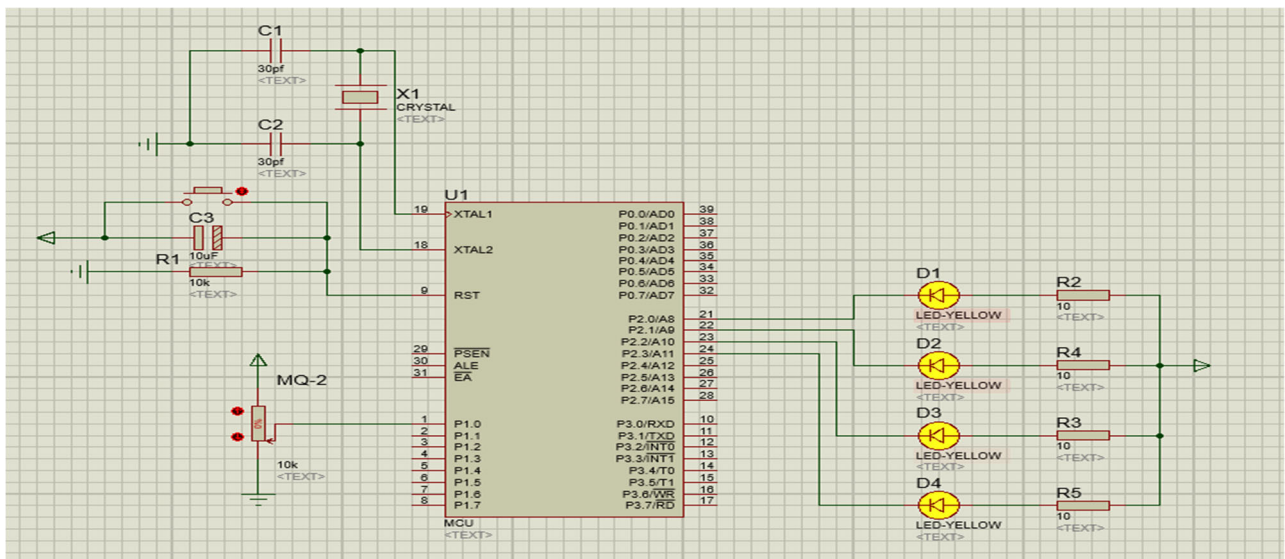 C1
30pf
<TEXT>
X1
CRYSTAL
<TEXT>
C2
30pf
<TEXT>
C3
10uF
<TEXT>
R1
10k
<TEXT>
MQ-2
0%
10k
<TEXT>
U1
19 XTAL1
18 XTAL2
9 RST
29 PSEN
30 ALE
31 EA
1 P1.0
2 P1.1
3 P1.2
4 P1.3
5 P1.4
6 P1.5
7 P1.6
8 P1.7
P0.0/AD0 39
P0.1/AD1 38
P0.2/AD2 37
P0.3/AD3 36
P0.4/AD4 35
P0.5/AD5 34
P0.6/AD6 33
P0.7/AD7 32
P2.0/A8 21
P2.1/A9 22
P2.2/A10 23
P2.3/A11 24
P2.4/A12 25
P2.5/A13 26
P2.6/A14 27
P2.7/A15 28
P3.0/RXD 10
P3.1/TXD 11
P3.2/INT0 12
P3.3/INT1 13
P3.4/T0 14
P3.5/T1 15
P3.6/WR 16
P3.7/RD 17
MCU
<TEXT>
D1
LED-YELLOW
<TEXT>
R2
10
<TEXT>
D2
LED-YELLOW
<TEXT>
R4
10
<TEXT>
D3
LED-YELLOW
<TEXT>
R3
10
<TEXT>
D4
LED-YELLOW
<TEXT>
R5
10
<TEXT>